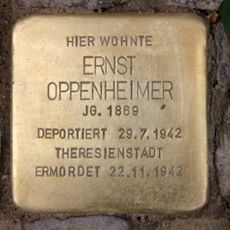 HIER WOHNTE
ERNST
OPPENHEIMER
JG. 1869
DEPORTIERT 29.7.1942
THERESIENSTADT
ERMORDET 22.11.1942